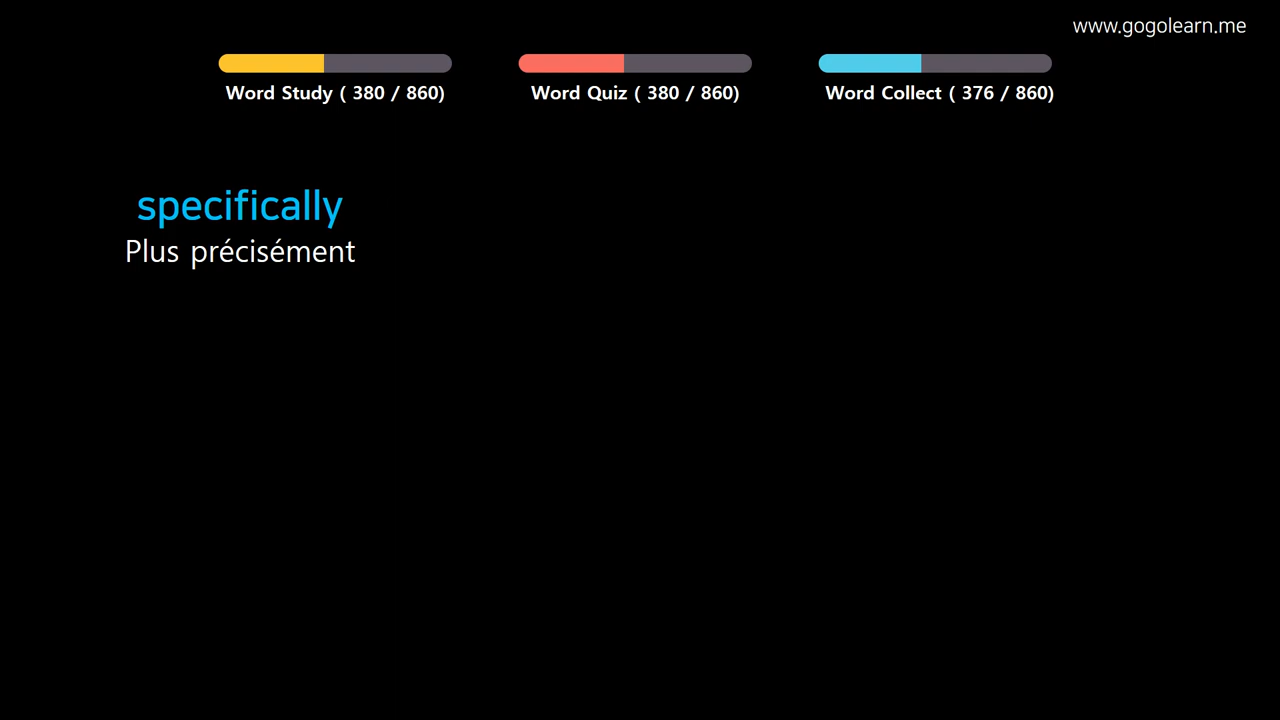 www.gogolearn.me
Word Study ( 380 / 860)
Word Quiz ( 380 / 860)
Word Collect ( 376 / 860)
specifically
Plus précisément